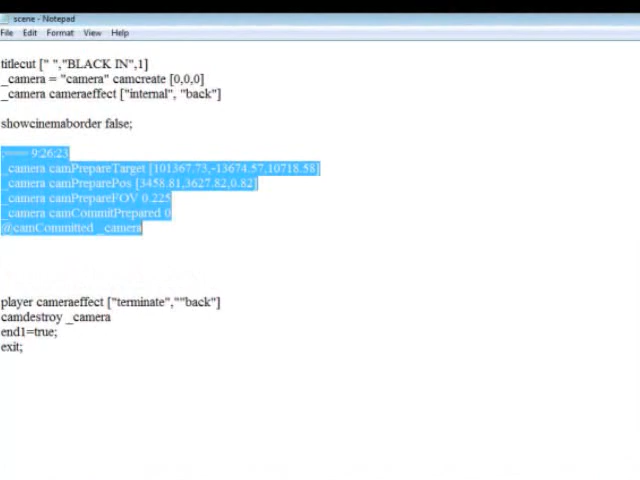 scene - Notepad
File Edit Format View Help
titlecut [" ","BLACK IN",1]
_camera = "camera" camcreate [0,0,0]
_camera cameraeffect ["internal", "back"]
showcinemaborder false;
;=== 9:26:23
_camera camPrepareTarget [101367.73,-13674.57,10718.58]
_camera camPreparePos [3458.81,3627.82,0.82]
_camera camPrepareFOV 0.225
_camera camCommitPrepared 0
@camCommitted _camera
player cameraeffect ["terminate",""back"]
camdestroy _camera
end1=true;
exit;